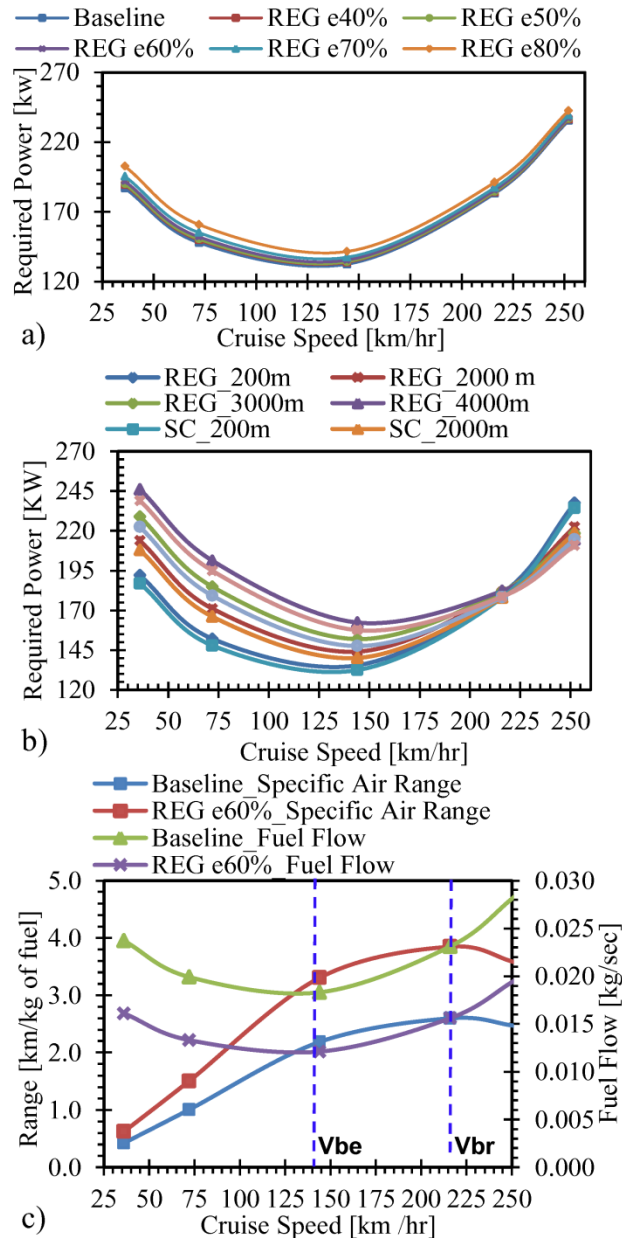 Baseline REG e40% REG e50%
REG e60% REG e70% REG e80%
270
220
170
120
Required Power [kw]
25 50 75 100 125 150 175 200 225 250
Cruise Speed [km/hr]
a)
REG_200m REG_2000 m
REG_3000m REG_4000m
SC_200m SC_2000m
270
245
220
195
170
145
120
Required Power [KW]
25 50 75 100 125 150 175 200 225 250
Cruise Speed [km/hr]
b)
Baseline_Specific Air Range
REG e60%_Specific Air Range
Baseline_Fuel Flow
REG e60%_Fuel Flow
5.0
4.0
3.0
2.0
1.0
0.0
Range [km/kg of fuel]
0.030
0.025
0.020
0.015
0.010
0.005
0.000
Fuel Flow [kg/sec]
Vbe Vbr
25 50 75 100 125 150 175 200 225 250
Cruise Speed [km /hr]
c)